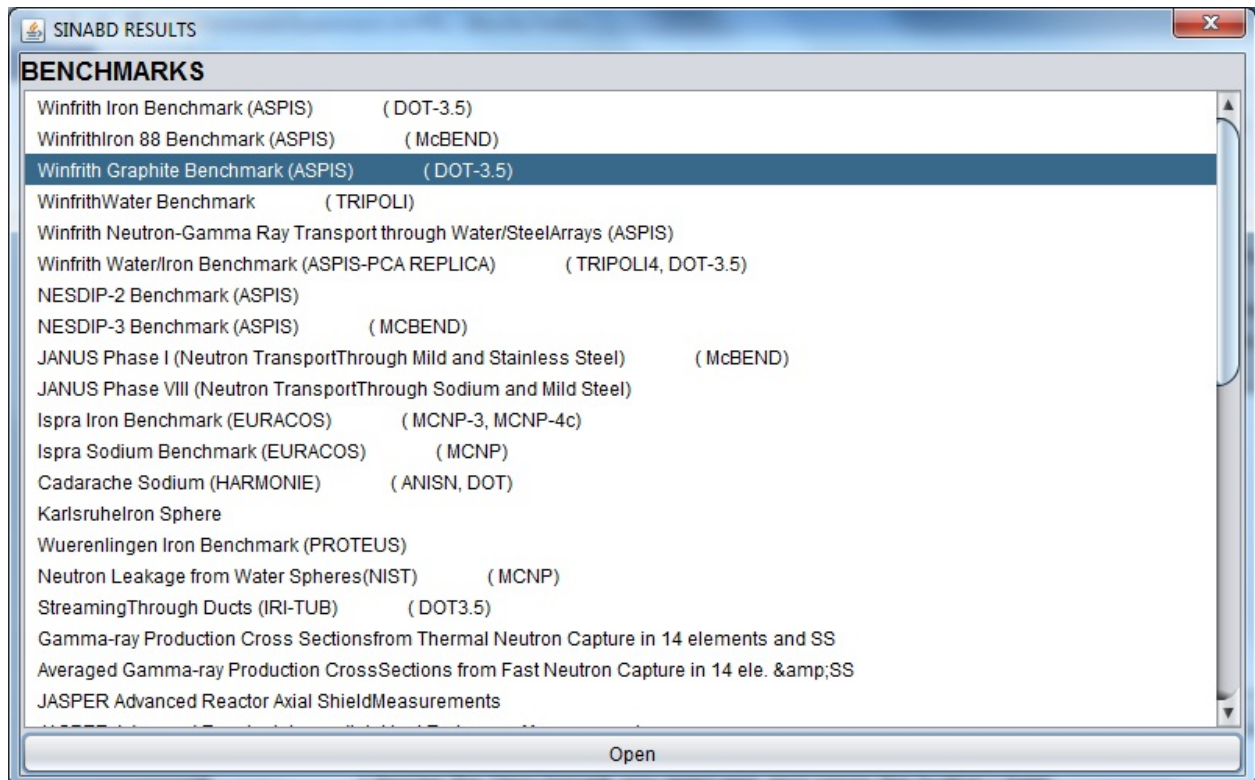 SINABD RESULTS
BENCHMARKS
Winfrith Iron Benchmark (ASPIS) ( DOT-3.5)
WinfrithIron 88 Benchmark (ASPIS) ( McBEND)
Winfrith Graphite Benchmark (ASPIS) ( DOT-3.5)
WinfrithWater Benchmark ( TRIPOLI)
Winfrith Neutron-Gamma Ray Transport through Water/SteelArrays (ASPIS)
Winfrith Water/Iron Benchmark (ASPIS-PCA REPLICA) ( TRIPOLI4, DOT-3.5)
NESDIP-2 Benchmark (ASPIS)
NESDIP-3 Benchmark (ASPIS) ( MCBEND)
JANUS Phase I (Neutron TransportThrough Mild and Stainless Steel) ( McBEND)
JANUS Phase VIII (Neutron TransportThrough Sodium and Mild Steel)
Ispra Iron Benchmark (EURACOS) ( MCNP-3, MCNP-4c)
Ispra Sodium Benchmark (EURACOS) ( MCNP)
Cadarache Sodium (HARMONIE) ( ANISN, DOT)
KarlsruheIron Sphere
Wuerenlingen Iron Benchmark (PROTEUS)
Neutron Leakage from Water Spheres(NIST) ( MCNP)
StreamingThrough Ducts (IRI-TUB) ( DOT3.5)
Gamma-ray Production Cross Sectionsfrom Thermal Neutron Capture in 14 elements and SS
Averaged Gamma-ray Production CrossSections from Fast Neutron Capture in 14 ele. &amp;SS
JASPER Advanced Reactor Axial ShieldMeasurements
Open